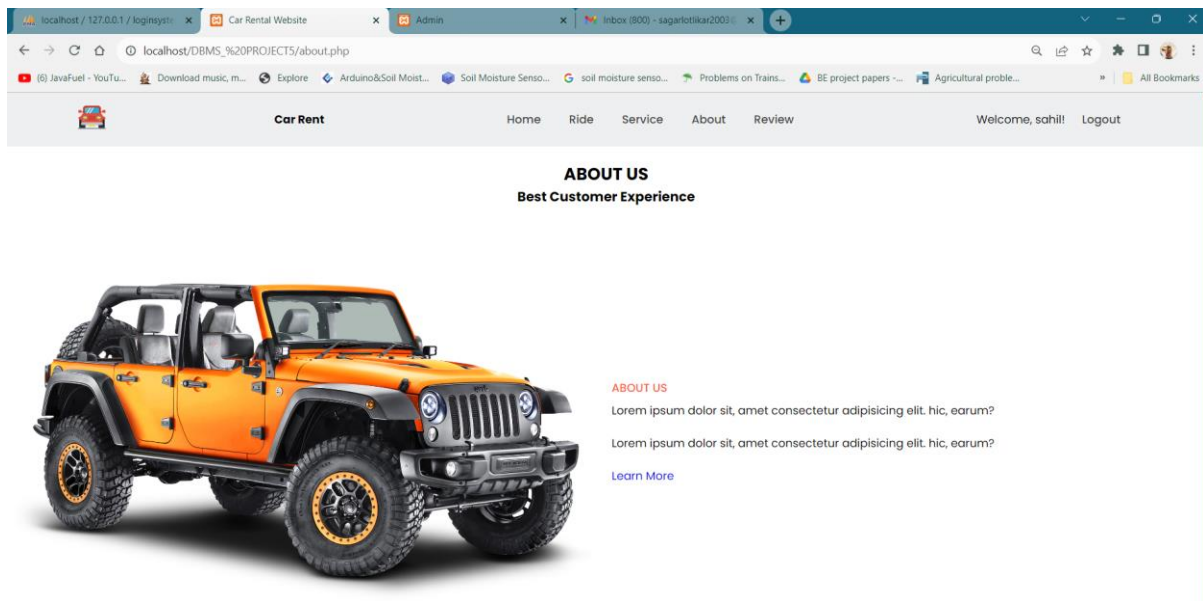 localhost / 127.0.0.1 / loginsyste
Car Rental Website
Admin
Inbox (800) - sagarlotlikar2003@
localhost/DBMS_%20PROJECT5/about.php
(6) JavaFuel - YouTu...
Download music, m...
Explore
Arduino&Soil Moist...
Soil Moisture Senso...
soil moisture senso...
Problems on Trains...
BE project papers -...
Agricultural proble...
»
All Bookmarks
Car Rent
Home
Ride
Service
About
Review
Welcome, sahil!
Logout
ABOUT US
Best Customer Experience
ABOUT US
Lorem ipsum dolor sit, amet consectetur adipisicing elit. hic, earum?
Lorem ipsum dolor sit, amet consectetur adipisicing elit. hic, earum?
Learn More